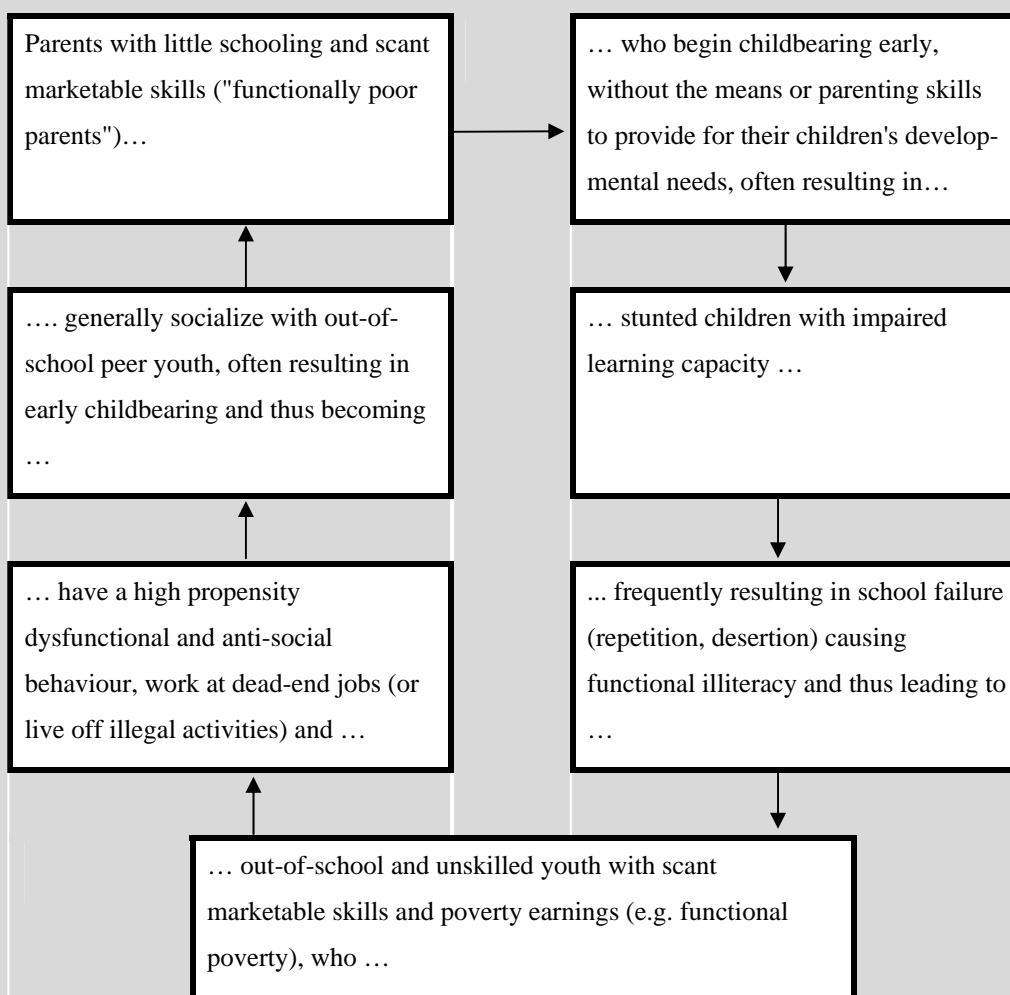 Parents with little schooling and scant
marketable skills ("functionally poor
parents")…
… who begin childbearing early,
without the means or parenting skills
to provide for their children's develop-
mental needs, often resulting in…
… stunted children with impaired
learning capacity …
... frequently resulting in school failure
(repetition, desertion) causing
functional illiteracy and thus leading to
…
… out-of-school and unskilled youth with scant
marketable skills and poverty earnings (e.g. functional
poverty), who …
… have a high propensity
dysfunctional and anti-social
behaviour, work at dead-end jobs (or
live off illegal activities) and …
…. generally socialize with out-of-
school peer youth, often resulting in
early childbearing and thus becoming
…